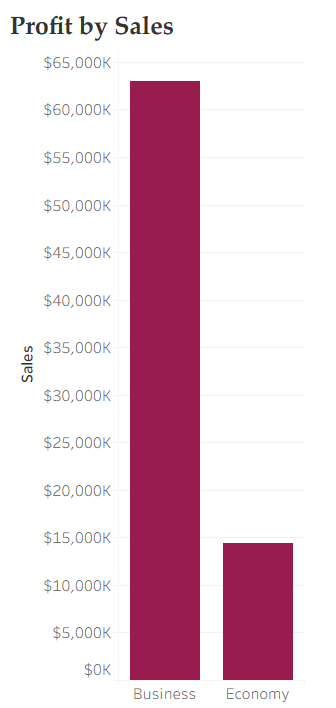 Profit by Sales
$65,000K
$60,000K
$55,000K
$50,000K
$45,000K
$40,000K
$35,000K
$30,000K
$25,000K
$20,000K
$15,000K
$10,000K
$5,000K
$0K
Sales
Business Economy